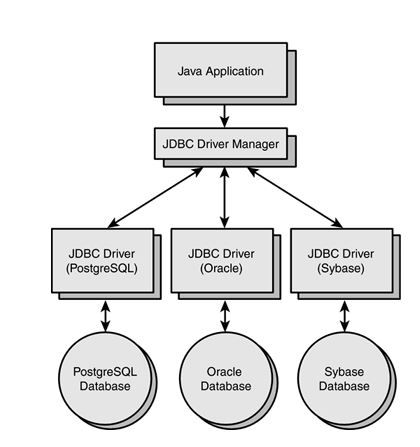 Java Application
JDBC Driver Manager
JDBC Driver
(PostgreSQL)
JDBC Driver
(Oracle)
JDBC Driver
(Sybase)
PostgreSQL
Database
Oracle
Database
Sybase
Database